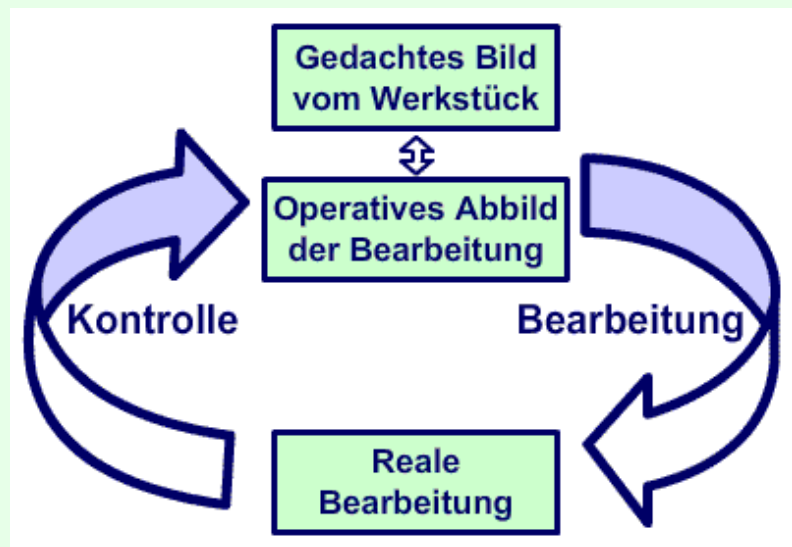 Gedachtes Bild
vom Werkstück
Operatives Abbild
der Bearbeitung
Kontrolle
Bearbeitung
Reale
Bearbeitung